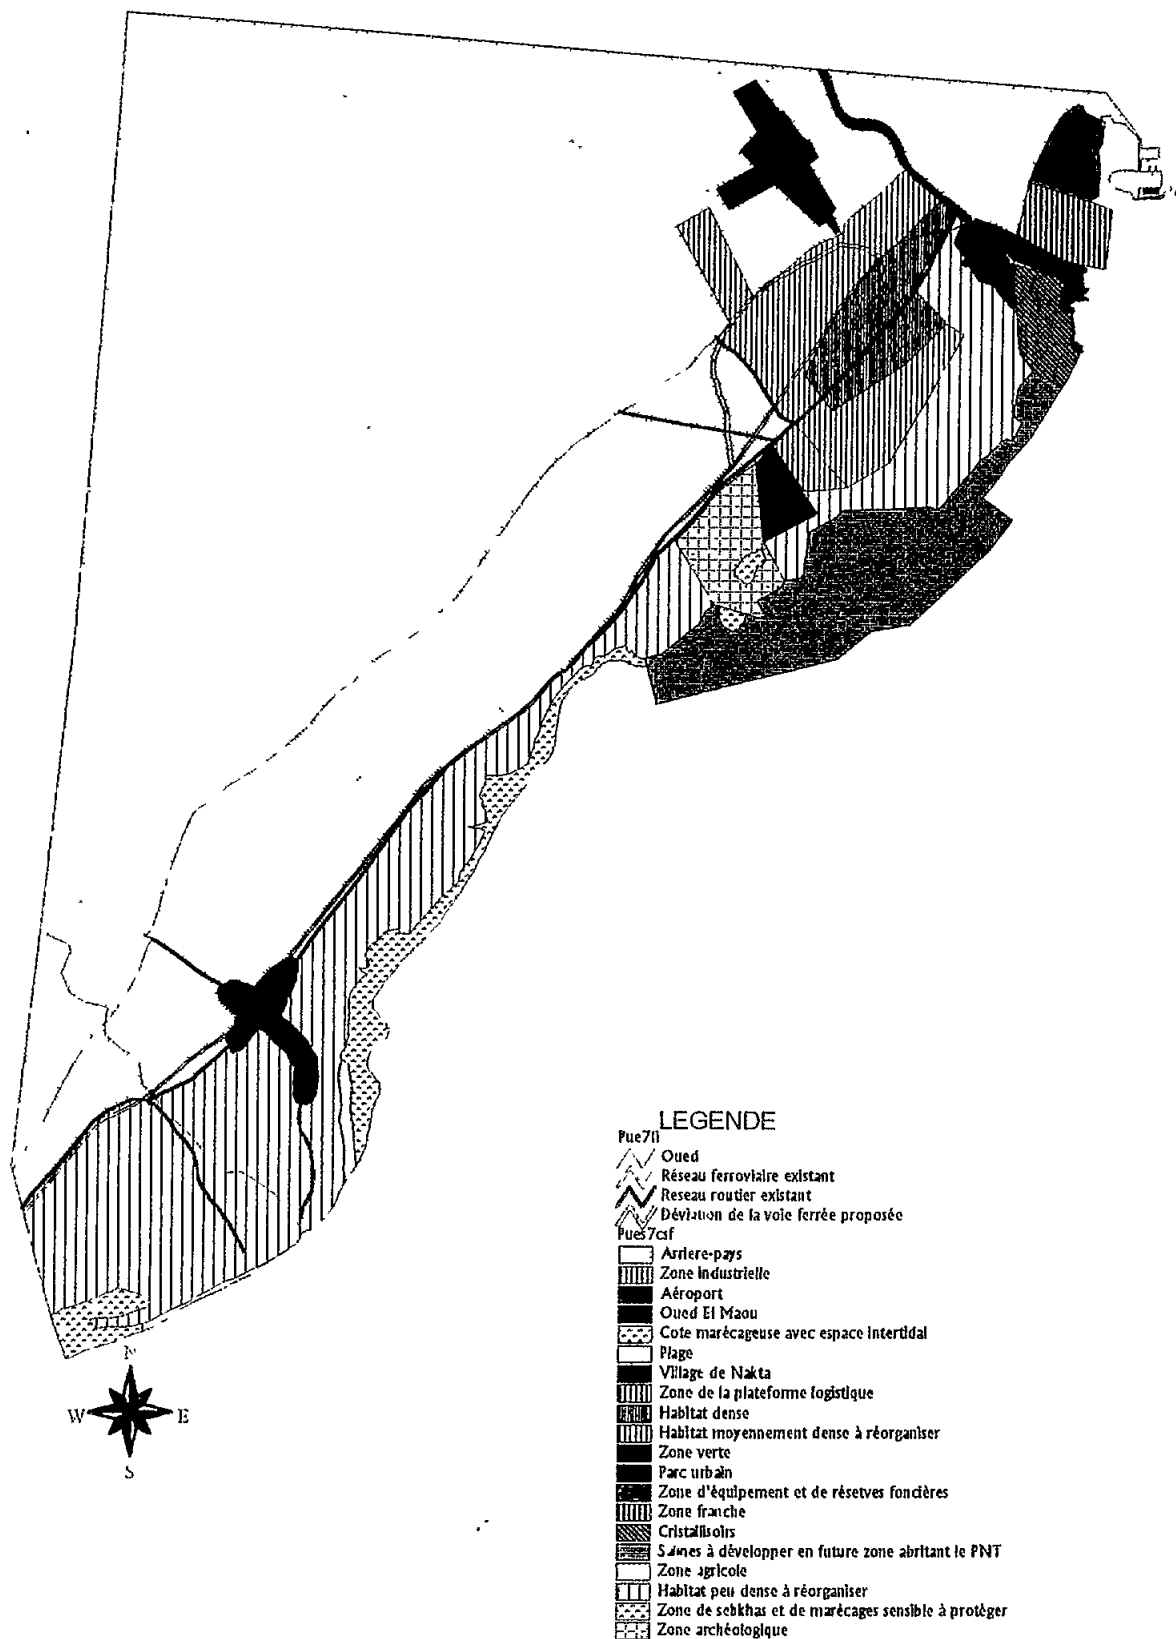 N
W
E
S
LEGENDE
Pue7li
Oued
Réseau ferroviaire existant
Reseau routier existant
Déviation de la voie ferrée proposée
Pues7caf
Arriere-pays
Zone industrielle
Aéroport
Oued El Maou
Cote marécageuse avec espace intertidal
Plage
Village de Nakta
Zone de la plateforme logistique
Habitat dense
Habitat moyennement dense à réorganiser
Zone verte
Parc urbain
Zone d'équipement et de réserves foncières
Zone franche
Cristallisoirs
Salines à développer en future zone abritant le PNT
Zone agricole
Habitat peu dense à réorganiser
Zone de sebkhas et de marécages sensible à protéger
Zone archéologique